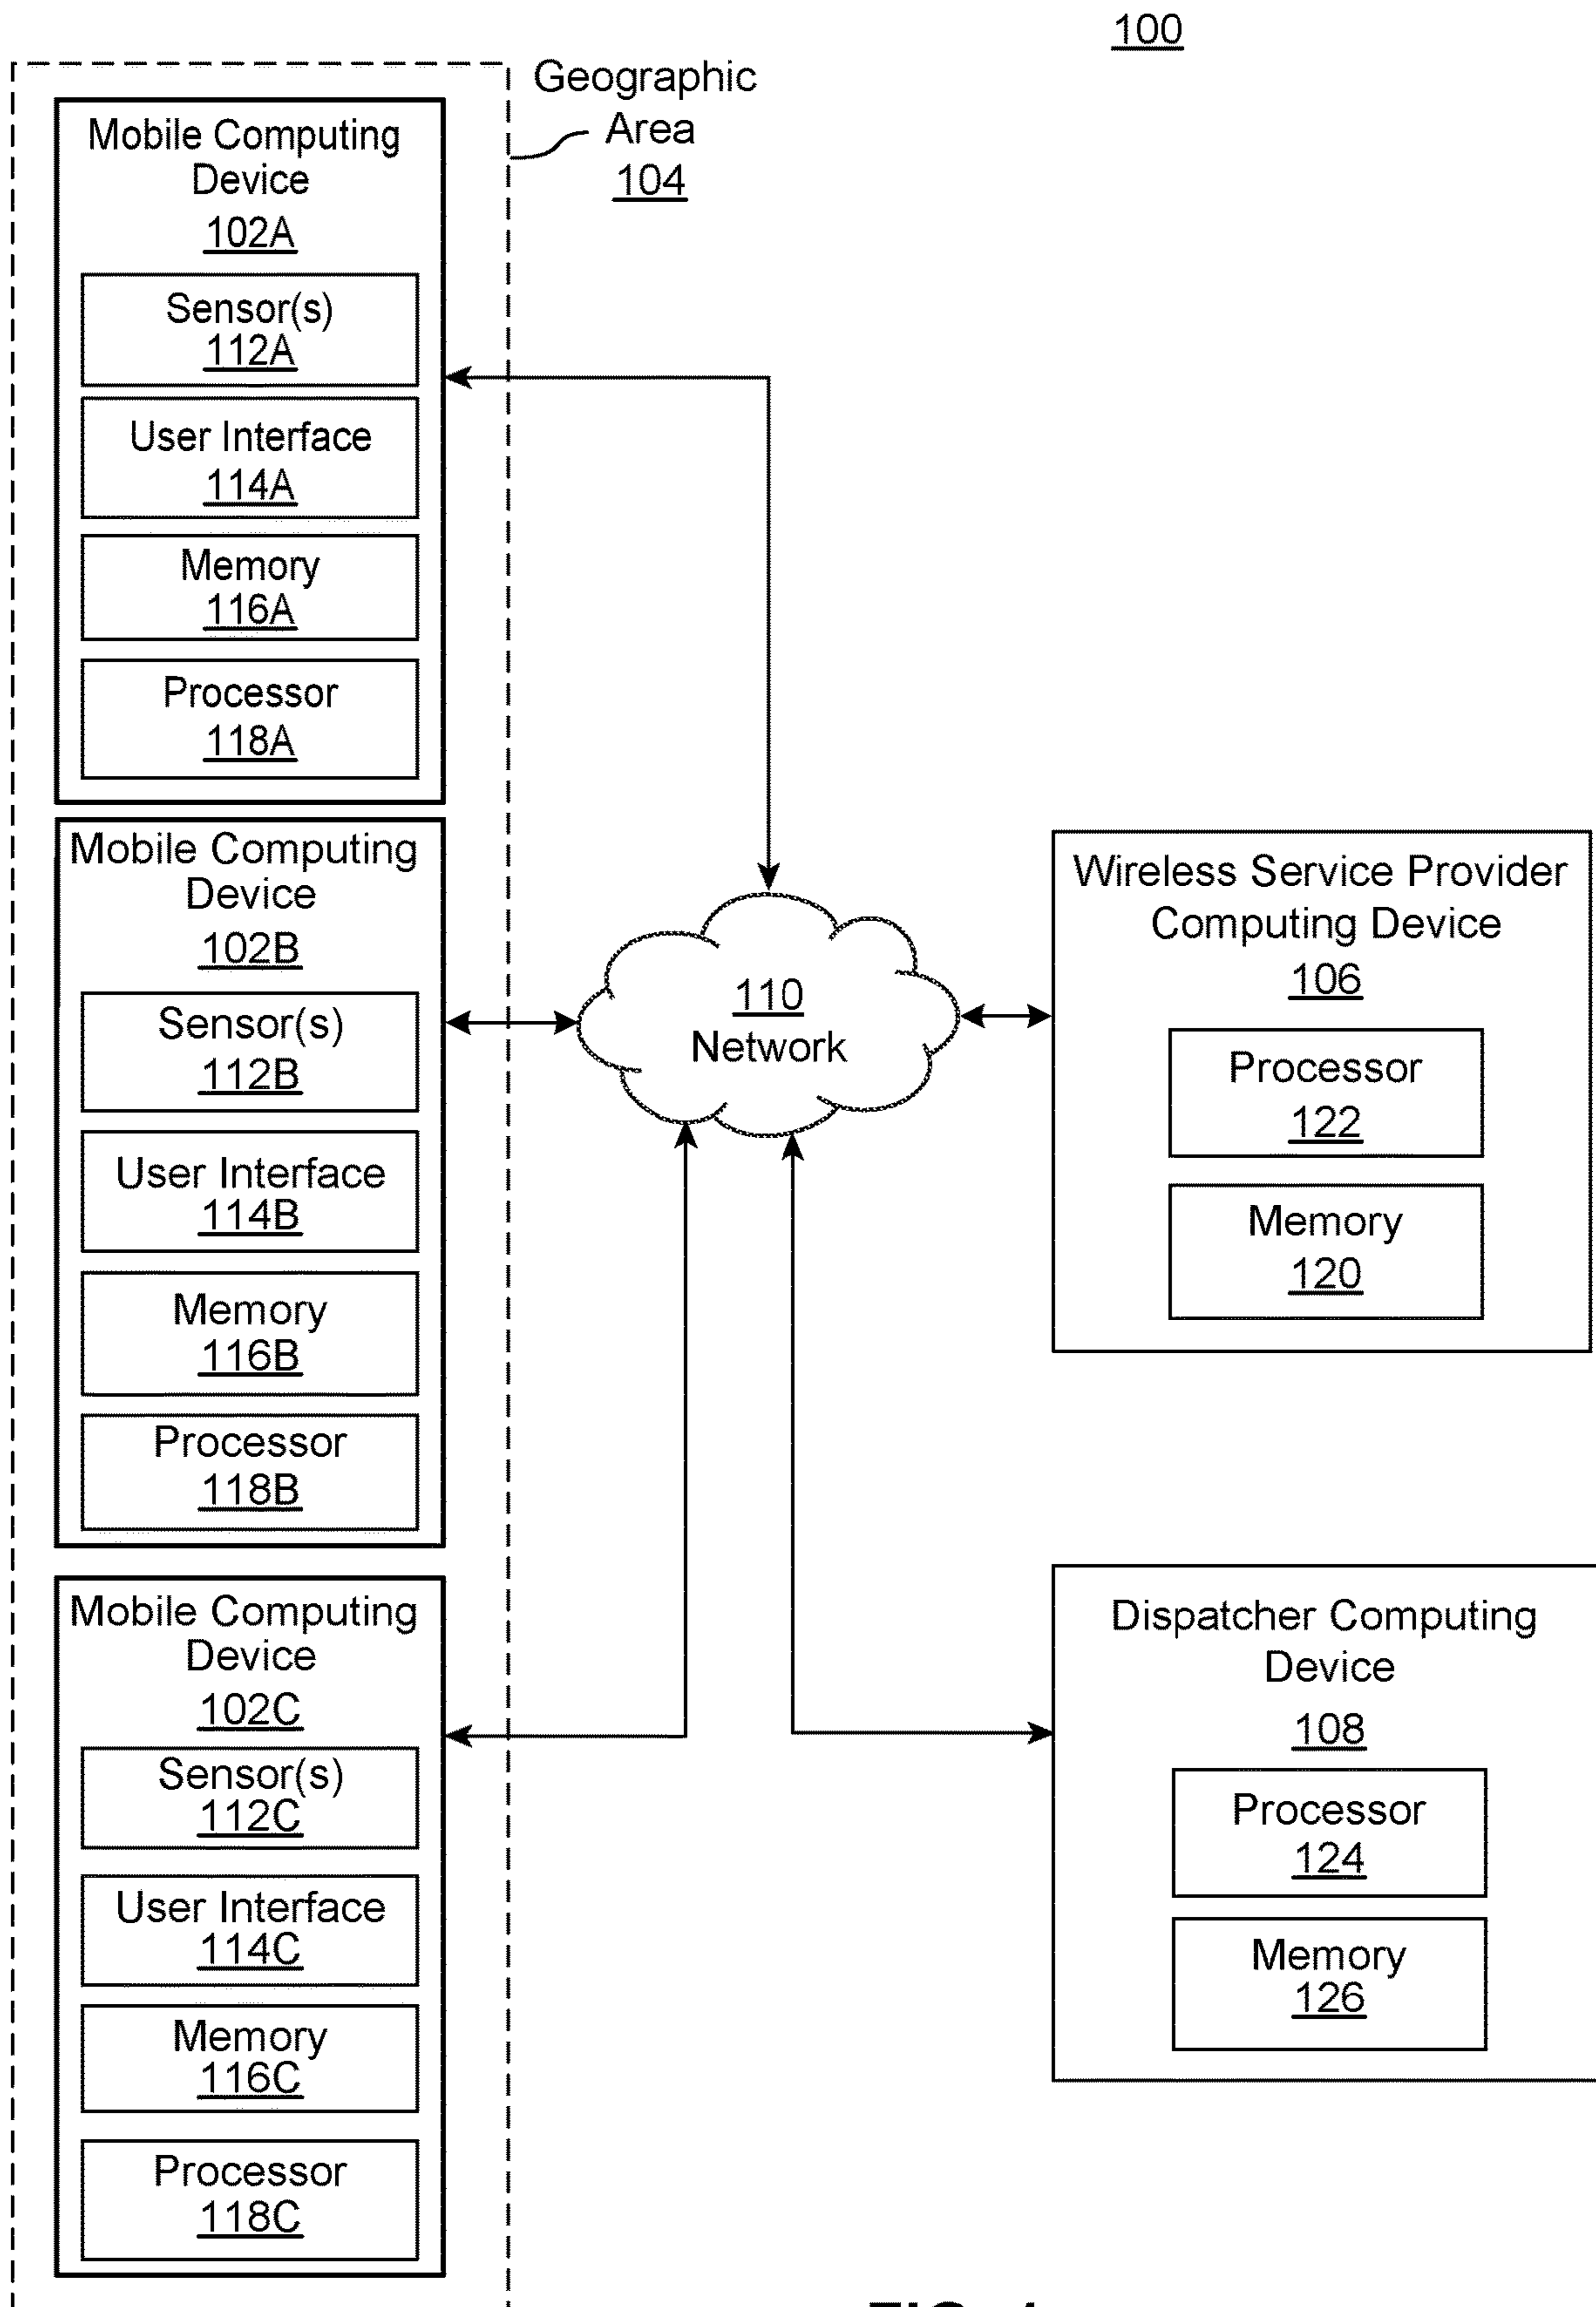 100
Geographic
Area
104
Mobile Computing
Device
102A
Sensor(s)
112A
User Interface
114A
Memory
116A
Processor
118A
Mobile Computing
Device
102B
Sensor(s)
112B
User Interface
114B
Memory
116B
Processor
118B
Mobile Computing
Device
102C
Sensor(s)
112C
User Interface
114C
Memory
116C
Processor
118C
110
Network
Wireless Service Provider
Computing Device
106
Processor
122
Memory
120
Dispatcher Computing
Device
108
Processor
124
Memory
126